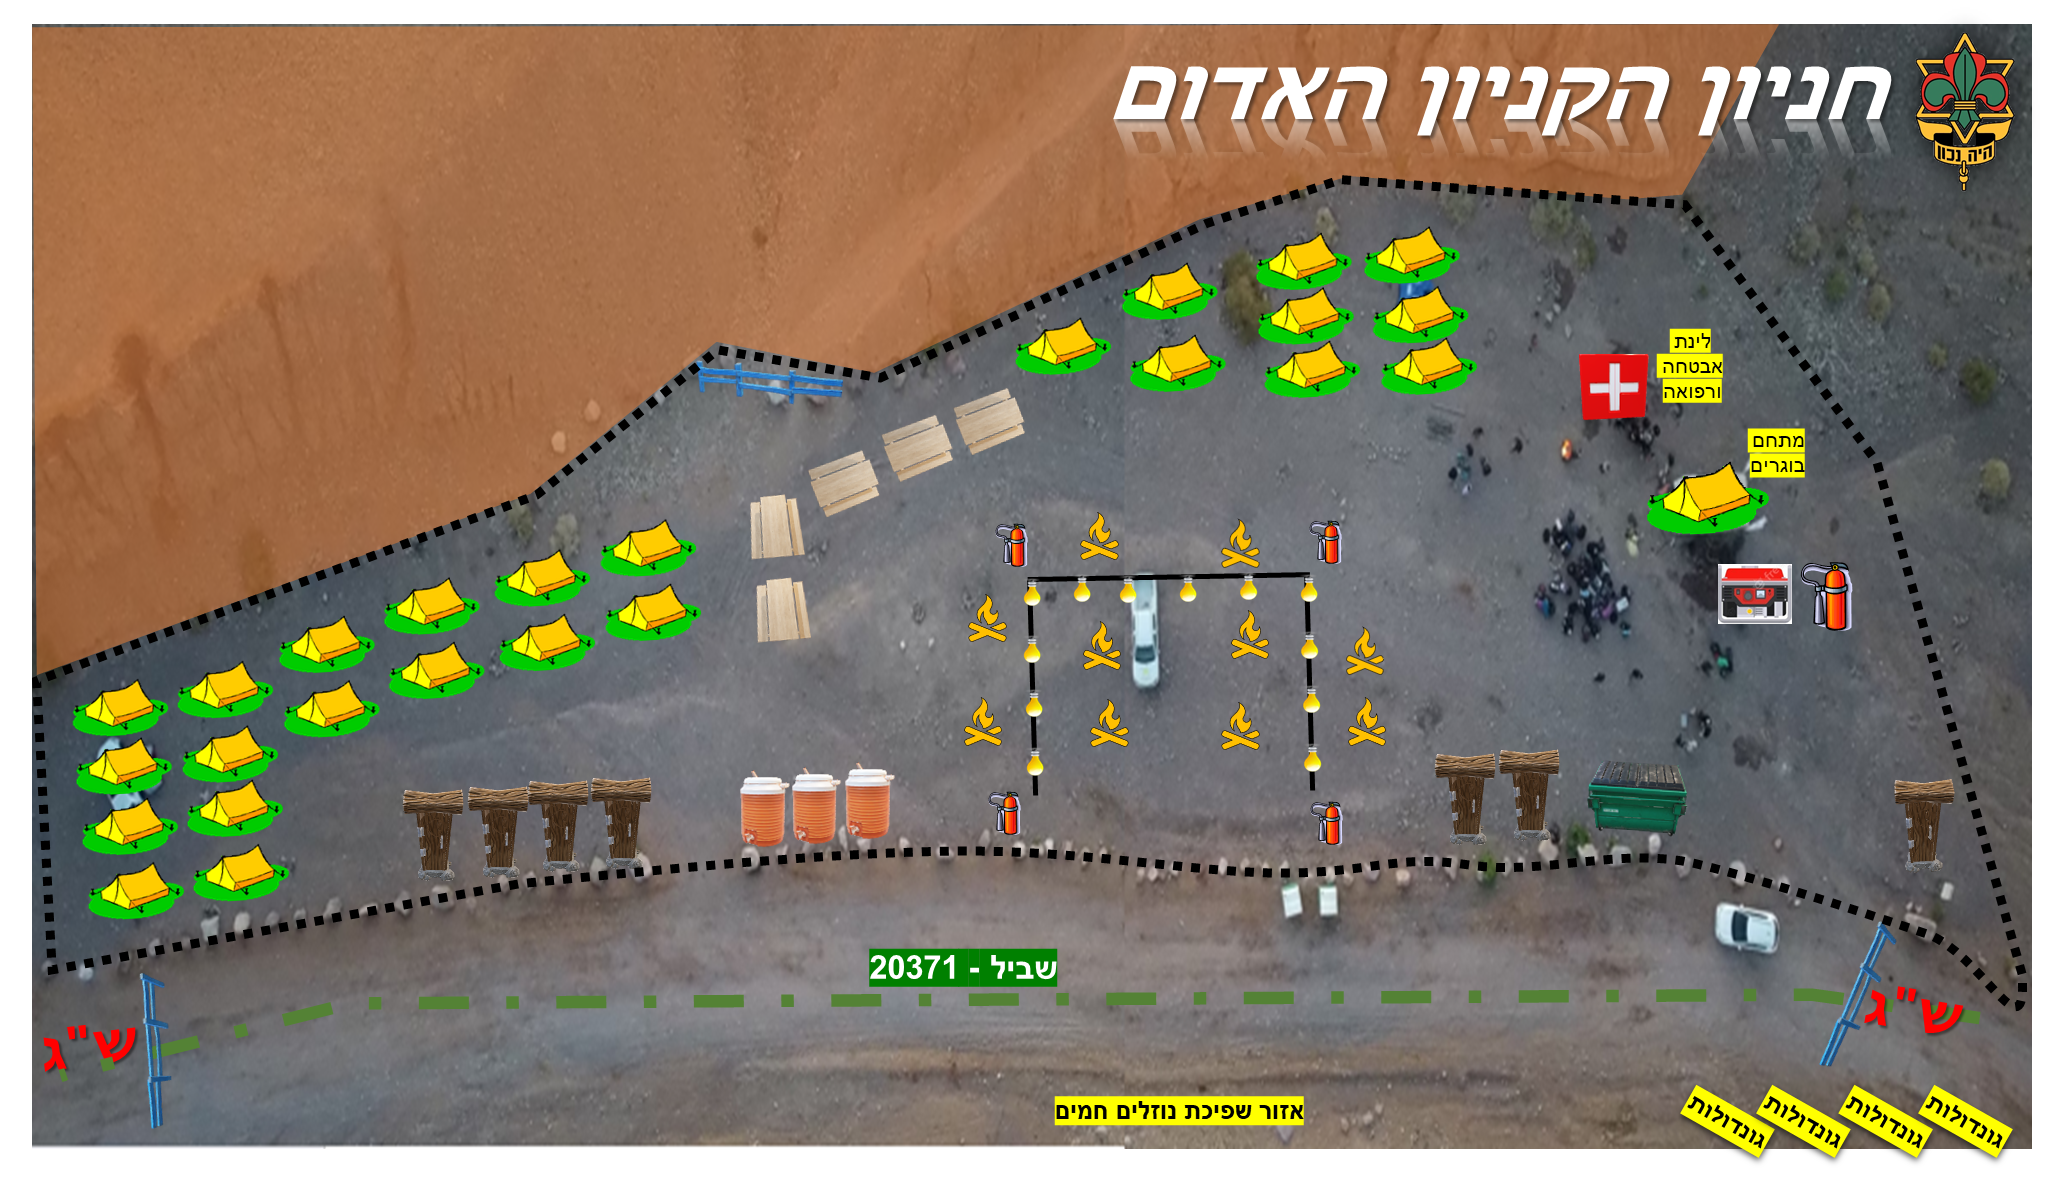 חניון הקניון האדום
היה נכון
לינת
אבטחה
ורפואה
מתחם
בוגרים
שביל - 20371
ש"ג
ש"ג
אזור שפיכת נוזלים חמים
גונדולות
גונדולות
גונדולות
גונדולות